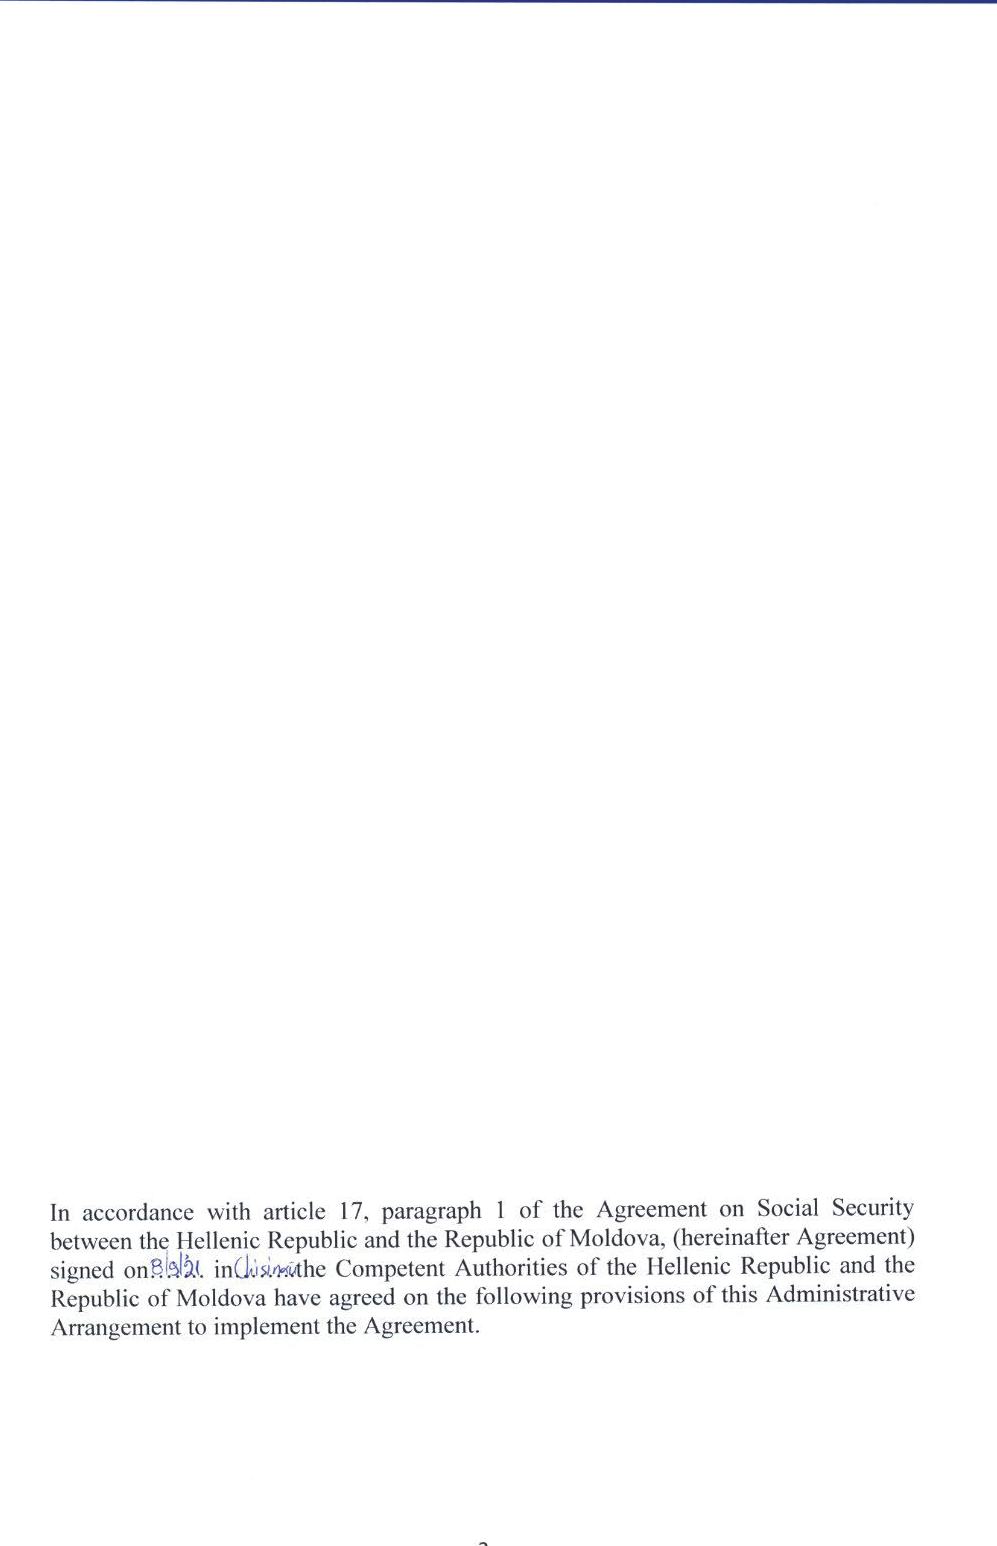 In accordance with article 17, paragraph 1 of the Agreement on Social Security
between the Hellenic Republic and the Republic of Moldova, (hereinafter Agreement)
signed on 8/9/21 in Chisinau the Competent Authorities of the Hellenic Republic and the
Republic of Moldova have agreed on the following provisions of this Administrative
Arrangement to implement the Agreement.